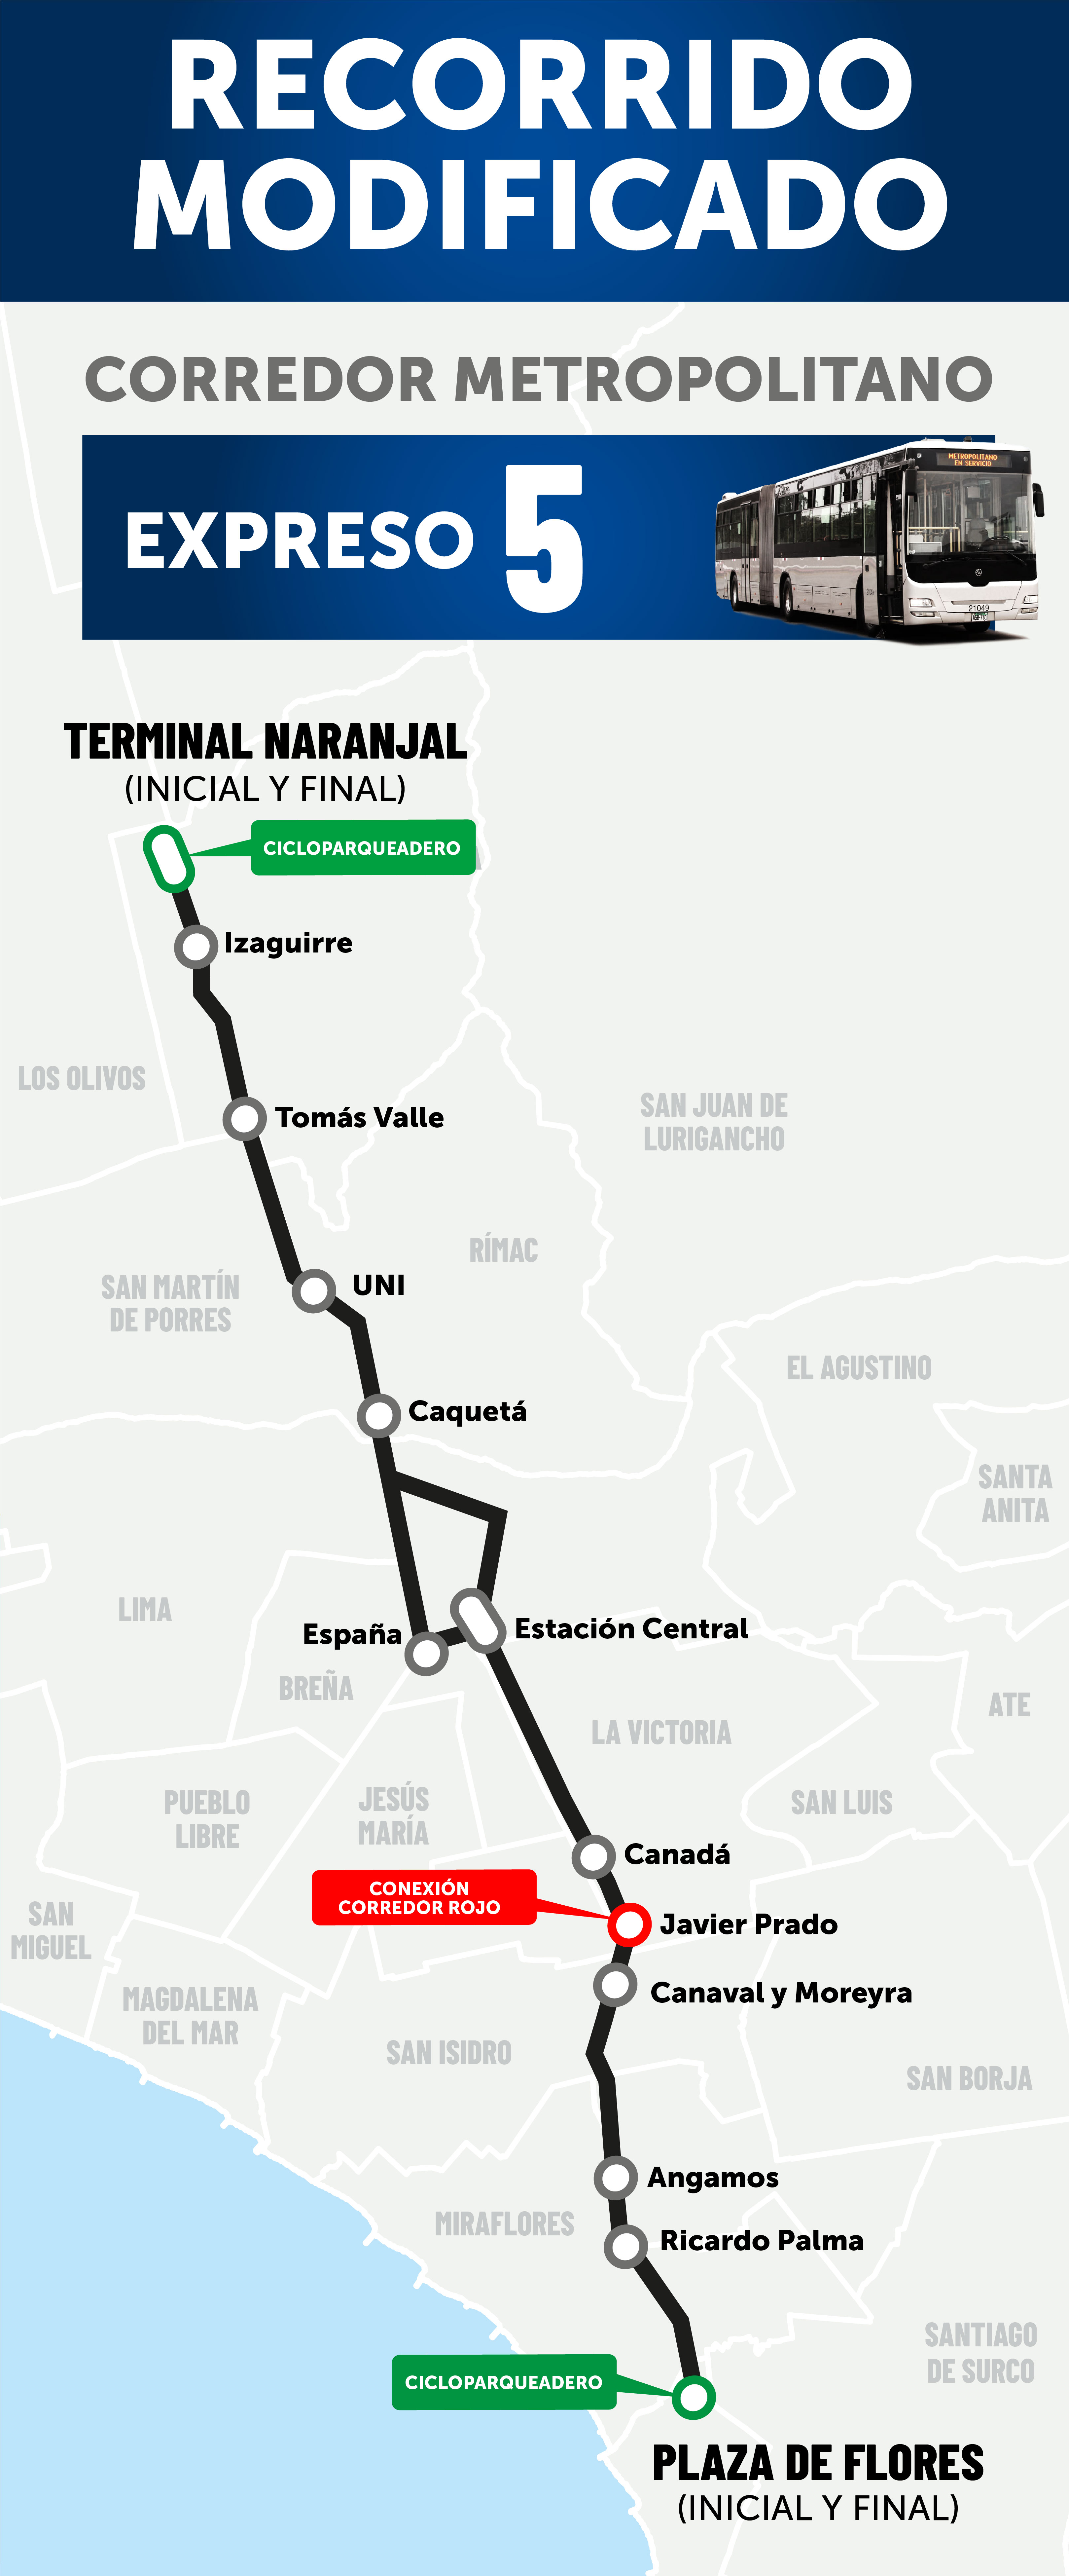 RECORRIDO
MODIFICADO
CORREDOR METROPOLITANO
EXPRESO 5
METROPOLITANO
EN SERVICIO
21049
TERMINAL NARANJAL
(INICIAL Y FINAL)
CICLOPARQUEADERO
Izaguirre
LOS OLIVOS
Tomás Valle
SAN JUAN DE
LURIGANCHO
RÍMAC
UNI
SAN MARTÍN
DE PORRES
EL AGUSTINO
Caquetá
SANTA
ANITA
LIMA
España
Estación Central
BREÑA
ATE
LA VICTORIA
PUEBLO
LIBRE
JESÚS
MARÍA
SAN LUIS
Canadá
CONEXIÓN
CORREDOR ROJO
Javier Prado
SAN
MIGUEL
Canaval y Moreyra
MAGDALENA
DEL MAR
SAN ISIDRO
SAN BORJA
Angamos
MIRAFLORES
Ricardo Palma
SANTIAGO
DE SURCO
CICLOPARQUEADERO
PLAZA DE FLORES
(INICIAL Y FINAL)